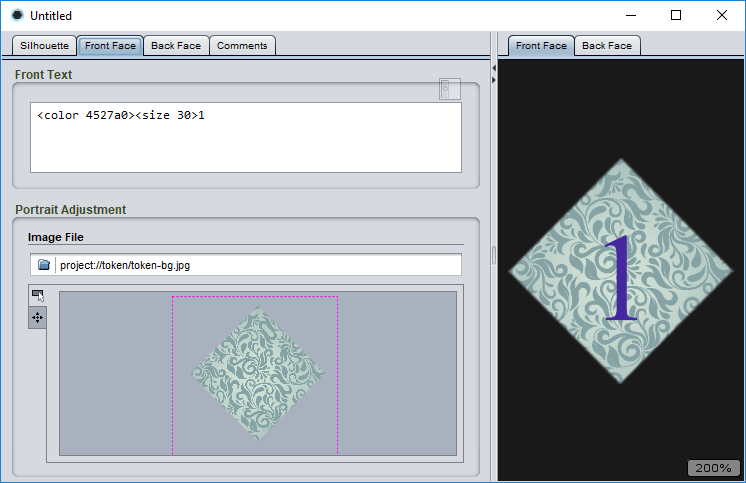 Untitled
Silhouette Front Face Back Face Comments
Front Face Back Face
Front Text
<color 4527a0><size 30>1
1
Portrait Adjustment
Image File
project://token/token-bg.jpg
200%